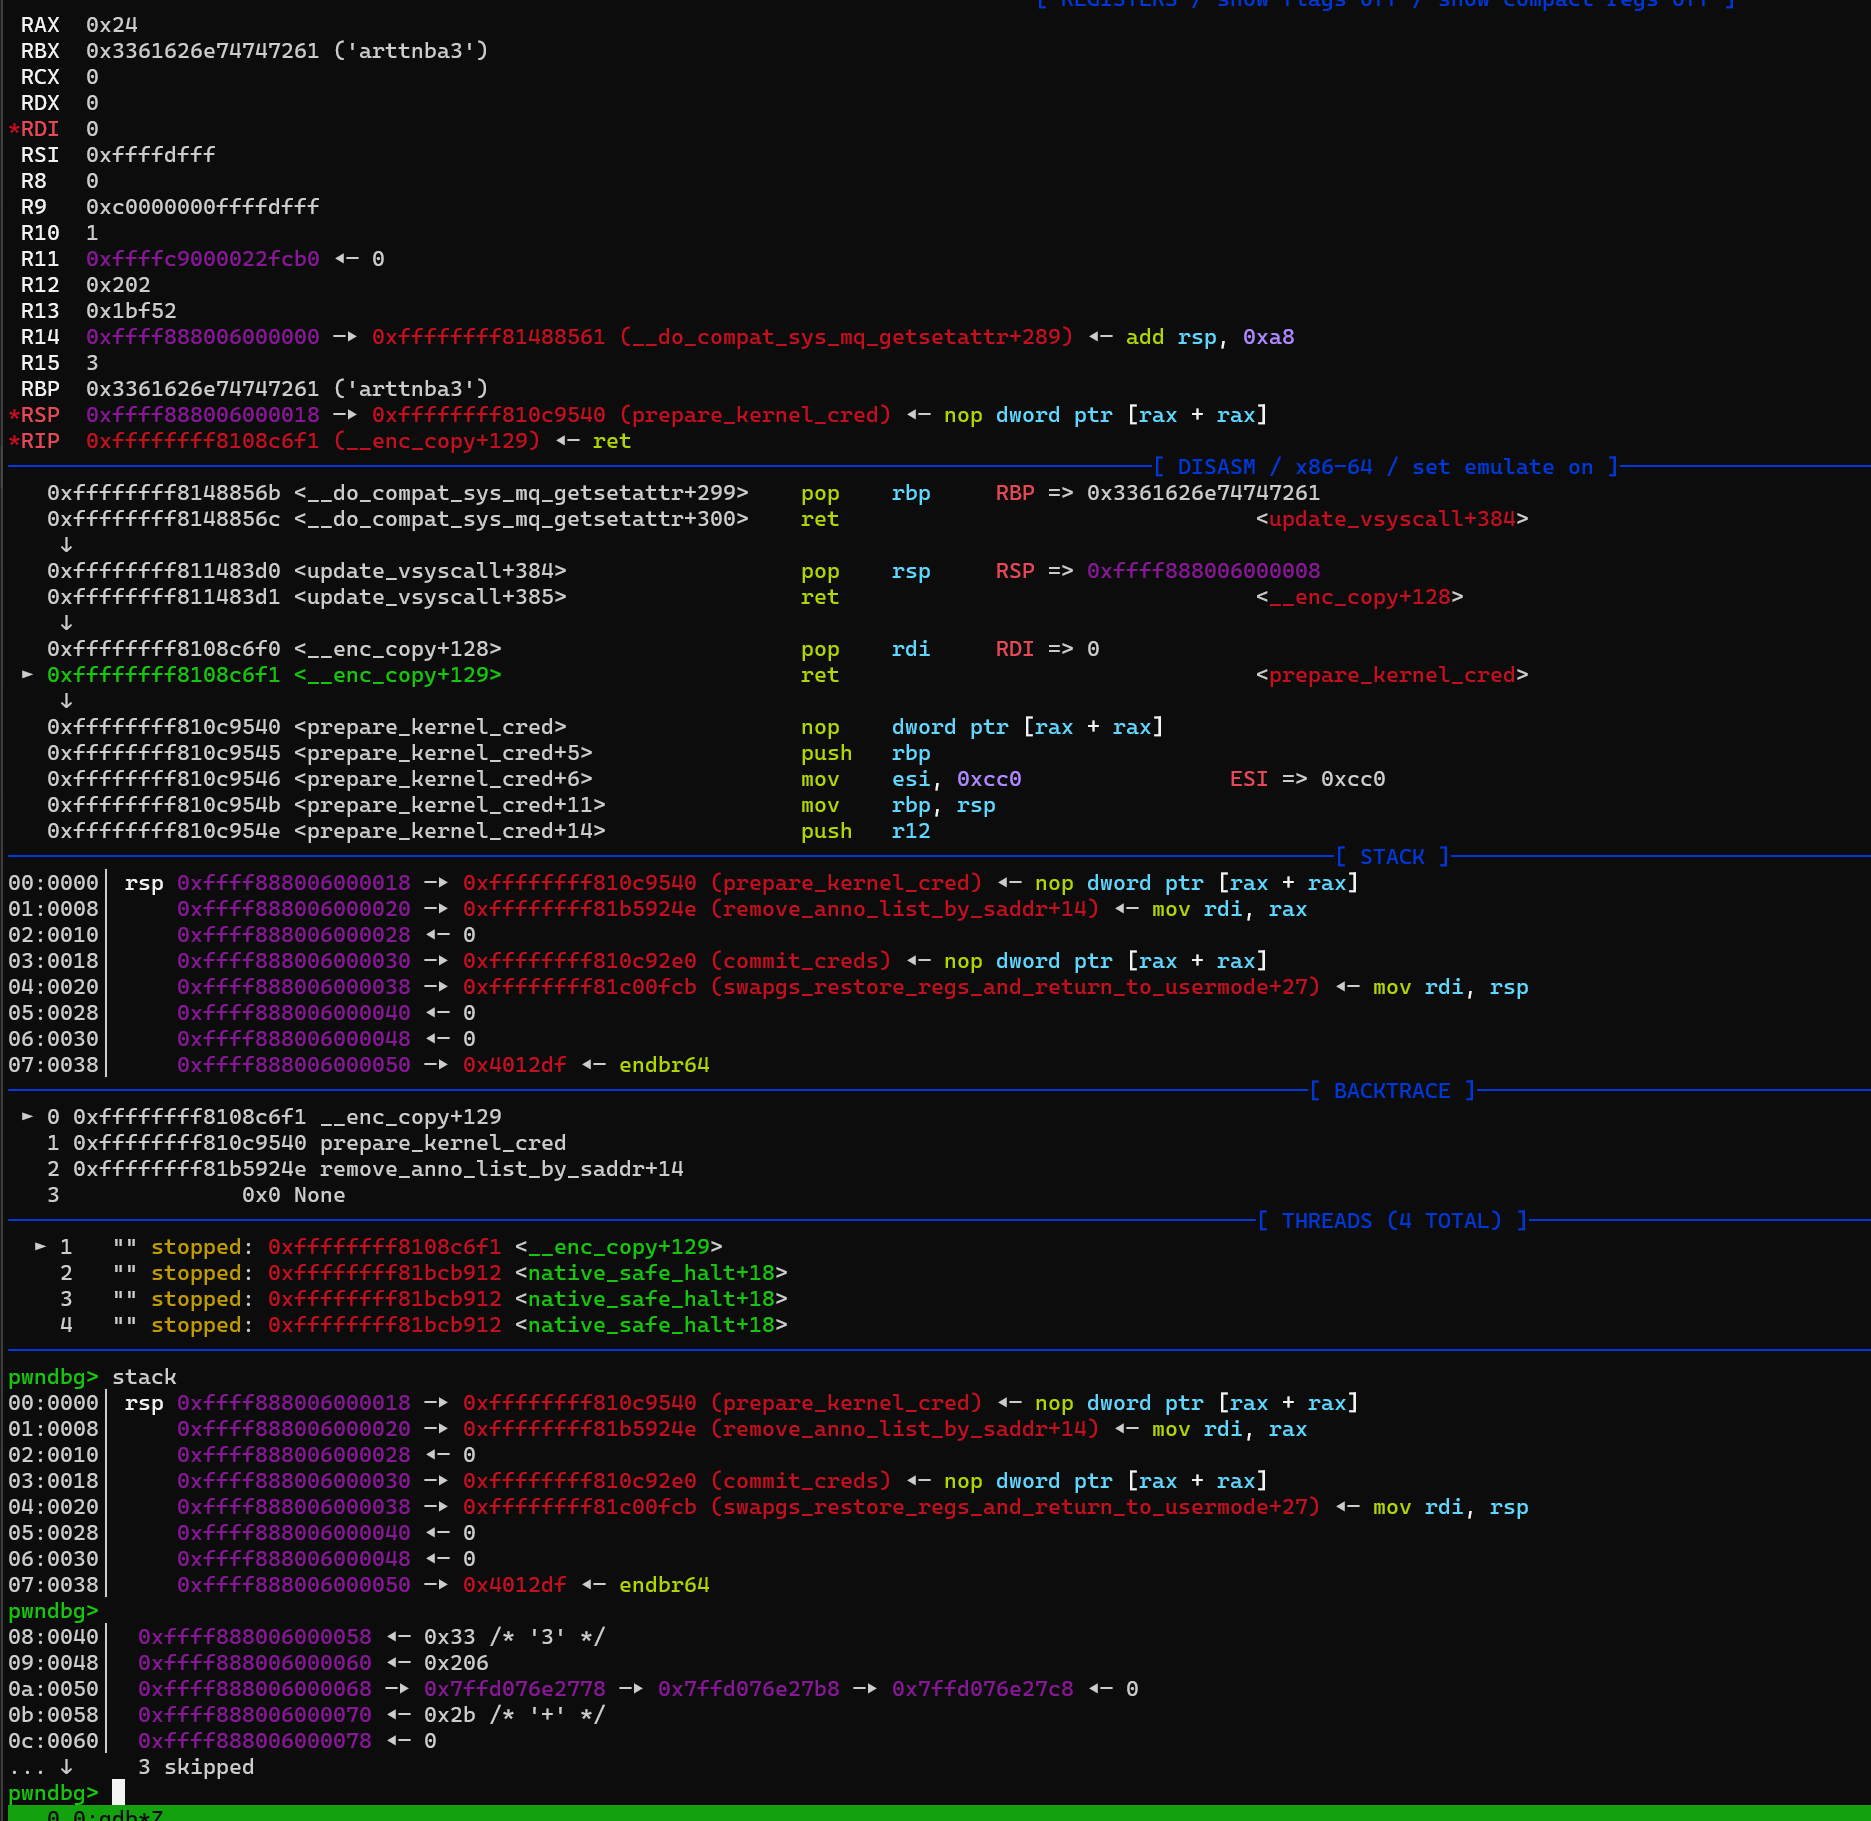 [ REGISTERS / show-flags off / show-compact-regs off ]
RAX  0x24
RBX  0x3361626e74747261 ('arttnba3')
RCX  0
RDX  0
*RDI  0
RSI  0xffffdfff
R8   0
R9   0xc0000000ffffdfff
R10  1
R11  0xffffc9000022fcb0 ◂— 0
R12  0x202
R13  0x1bf52
R14  0xffff888006000000 —▸ 0xffffffff81488561 (__do_compat_sys_mq_getsetattr+289) ◂— add rsp, 0xa8
R15  3
RBP  0x3361626e74747261 ('arttnba3')
*RSP  0xffff888006000018 —▸ 0xffffffff810c9540 (prepare_kernel_cred) ◂— nop dword ptr [rax + rax]
*RIP  0xffffffff8108c6f1 (__enc_copy+129) ◂— ret
[ DISASM / x86-64 / set emulate on ]
0xffffffff8148856b <__do_compat_sys_mq_getsetattr+299>    pop    rbp     RBP => 0x3361626e74747261
0xffffffff8148856c <__do_compat_sys_mq_getsetattr+300>    ret    <update_vsyscall+384>
↓
0xffffffff811483d0 <update_vsyscall+384>    pop    rsp     RSP => 0xffff888006000008
0xffffffff811483d1 <update_vsyscall+385>    ret    <__enc_copy+128>
↓
0xffffffff8108c6f0 <__enc_copy+128>    pop    rdi     RDI => 0
► 0xffffffff8108c6f1 <__enc_copy+129>    ret    <prepare_kernel_cred>
↓
0xffffffff810c9540 <prepare_kernel_cred>    nop    dword ptr [rax + rax]
0xffffffff810c9545 <prepare_kernel_cred+5>    push   rbp
0xffffffff810c9546 <prepare_kernel_cred+6>    mov    esi, 0xcc0    ESI => 0xcc0
0xffffffff810c954b <prepare_kernel_cred+11>    mov    rbp, rsp
0xffffffff810c954e <prepare_kernel_cred+14>    push   r12
[ STACK ]
00:0000│ rsp 0xffff888006000018 —▸ 0xffffffff810c9540 (prepare_kernel_cred) ◂— nop dword ptr [rax + rax]
01:0008│     0xffff888006000020 —▸ 0xffffffff81b5924e (remove_anno_list_by_saddr+14) ◂— mov rdi, rax
02:0010│     0xffff888006000028 ◂— 0
03:0018│     0xffff888006000030 —▸ 0xffffffff810c92e0 (commit_creds) ◂— nop dword ptr [rax + rax]
04:0020│     0xffff888006000038 —▸ 0xffffffff81c00fcb (swapgs_restore_regs_and_return_to_usermode+27) ◂— mov rdi, rsp
05:0028│     0xffff888006000040 ◂— 0
06:0030│     0xffff888006000048 ◂— 0
07:0038│     0xffff888006000050 —▸ 0x4012df ◂— endbr64
[ BACKTRACE ]
► 0 0xffffffff8108c6f1 __enc_copy+129
1 0xffffffff810c9540 prepare_kernel_cred
2 0xffffffff81b5924e remove_anno_list_by_saddr+14
3              0x0 None
[ THREADS (4 TOTAL) ]
► 1   "" stopped: 0xffffffff8108c6f1 <__enc_copy+129>
2   "" stopped: 0xffffffff81bcb912 <native_safe_halt+18>
3   "" stopped: 0xffffffff81bcb912 <native_safe_halt+18>
4   "" stopped: 0xffffffff81bcb912 <native_safe_halt+18>
pwndbg> stack
00:0000│ rsp 0xffff888006000018 —▸ 0xffffffff810c9540 (prepare_kernel_cred) ◂— nop dword ptr [rax + rax]
01:0008│     0xffff888006000020 —▸ 0xffffffff81b5924e (remove_anno_list_by_saddr+14) ◂— mov rdi, rax
02:0010│     0xffff888006000028 ◂— 0
03:0018│     0xffff888006000030 —▸ 0xffffffff810c92e0 (commit_creds) ◂— nop dword ptr [rax + rax]
04:0020│     0xffff888006000038 —▸ 0xffffffff81c00fcb (swapgs_restore_regs_and_return_to_usermode+27) ◂— mov rdi, rsp
05:0028│     0xffff888006000040 ◂— 0
06:0030│     0xffff888006000048 ◂— 0
07:0038│     0xffff888006000050 —▸ 0x4012df ◂— endbr64
pwndbg>
08:0040│  0xffff888006000058 ◂— 0x33 /* '3' */
09:0048│  0xffff888006000060 ◂— 0x206
0a:0050│  0xffff888006000068 —▸ 0x7ffd076e2778 —▸ 0x7ffd076e27b8 —▸ 0x7ffd076e27c8 ◂— 0
0b:0058│  0xffff888006000070 ◂— 0x2b /* '+' */
0c:0060│  0xffff888006000078 ◂— 0
... ↓     3 skipped
pwndbg>
0 0:gdb*Z